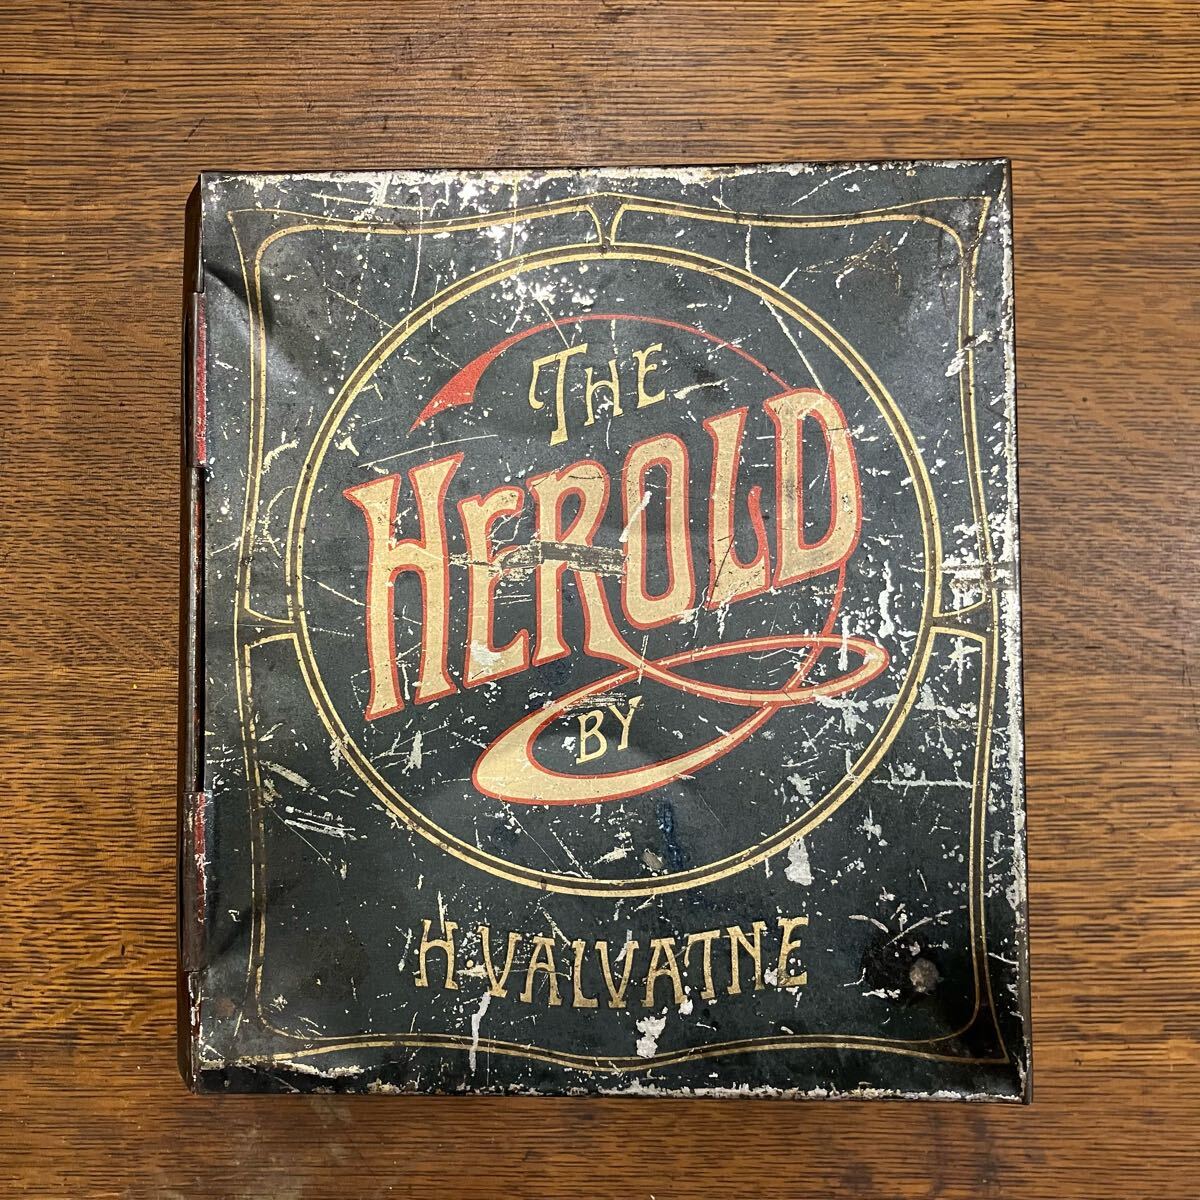 THE
HEROLD
BY
H. VALVATNE